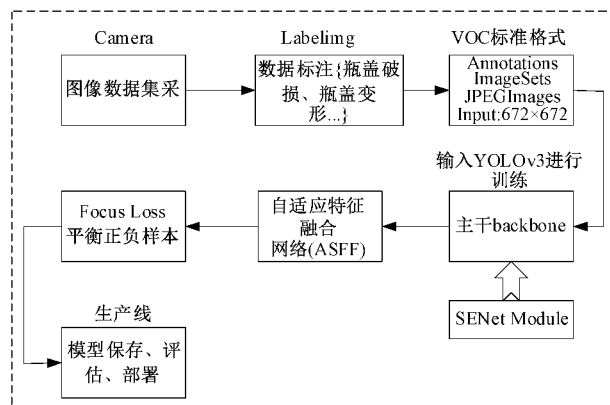 Camera
Labelimg
VOC标准格式
图像数据集采
数据标注{瓶盖破
损、瓶盖变
形...}
Annotations
ImageSets
JPEGImages
Input:672×672
输入YOLOv3进行
训练
Focus Loss
平衡正负样本
自适应特征
融合
网络(ASFF)
主干backbone
生产线
模型保存、评
估、部署
SENet Module